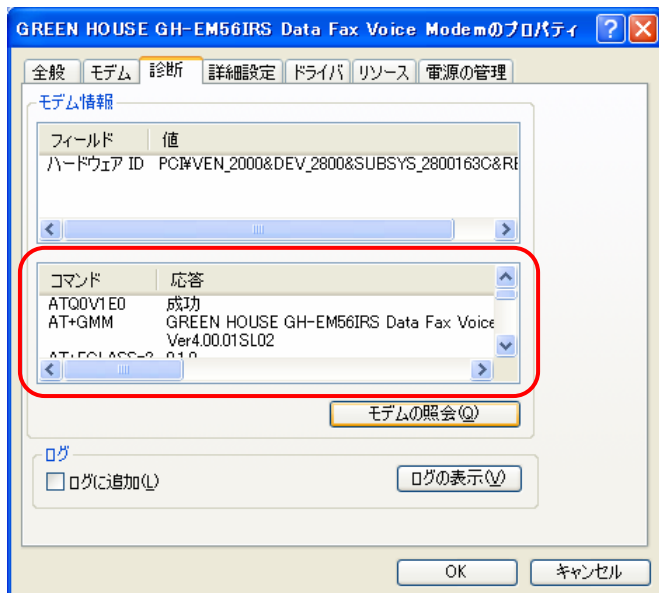 GREEN HOUSE GH-EM56IRS Data Fax Voice Modemのプロパティ
全般 モデム 診断 詳細設定 ドライバ リソース 電源の管理
モデム情報
フィールド 値
ハードウェア ID PCI¥VEN_2000&DEV_2800&SUBSYS_2800163C&RE
コマンド 応答
ATQ0V1E0 成功
AT+GMM GREEN HOUSE GH-EM56IRS Data Fax Voice
Ver4.00.01SL02
AT+FCLASS=? 0,1,8
モデムの照会(Q)
ログ
ログに追加(L)
ログの表示(V)
OK キャンセル